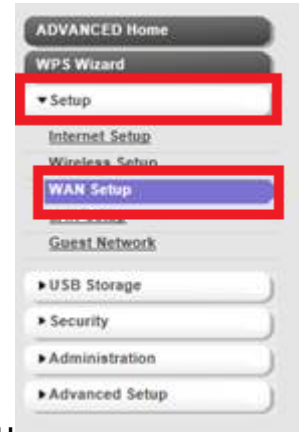 ADVANCED Home
WPS Wizard
▼Setup
Internet Setup
Wireless Setup
WAN Setup
Setup
Guest Network
▶USB Storage
▶Security
▶Administration
▶Advanced Setup